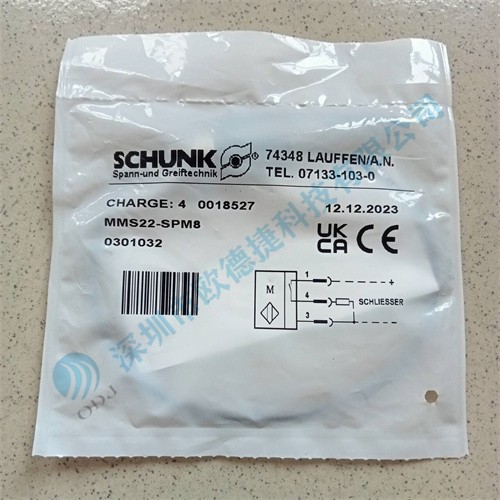 SCHUNK ®
Spann-und Greiftechnik
74348 LAUFFEN/A.N.
TEL. 07133-103-0
CHARGE: 4 0018527
12.12.2023
MMS22-SPM8
0301032
UK
CA CE
M
1
+
4
SCHLIESSER
3
-
深圳市欧德捷科技有限公司